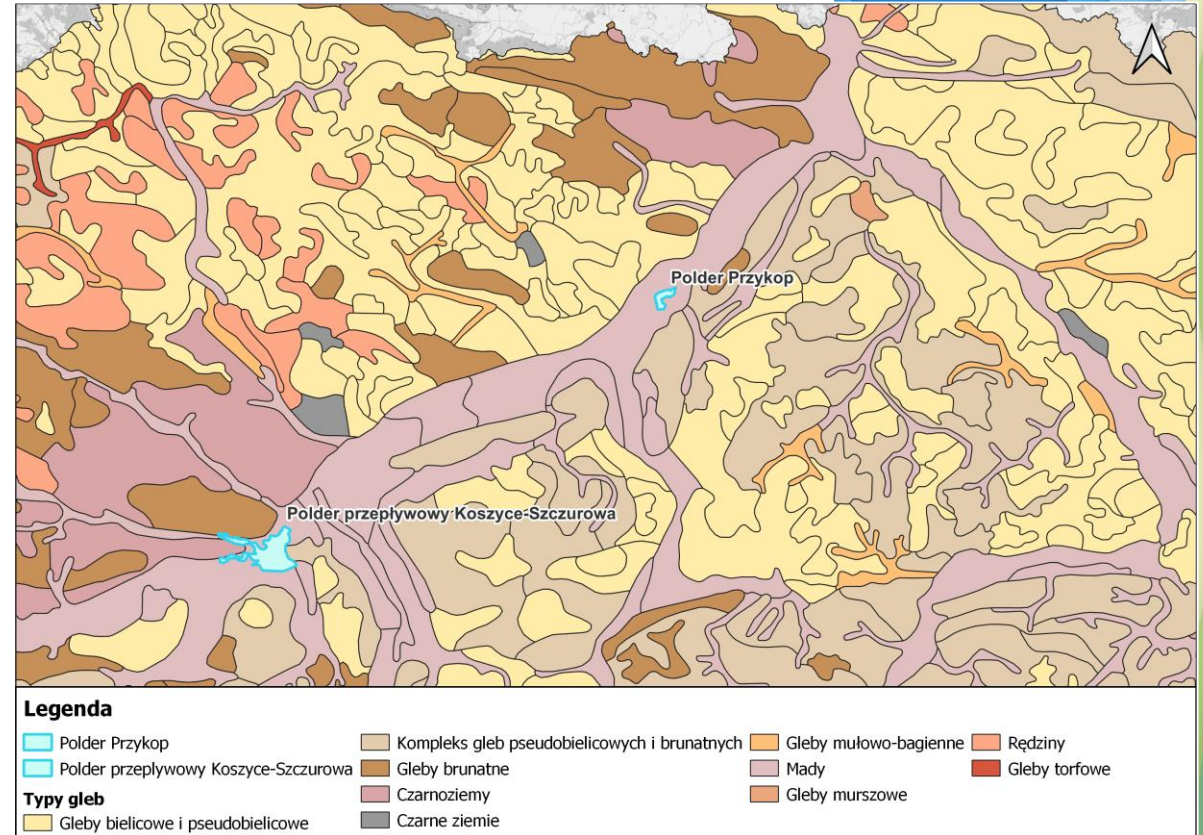 Polder Przykop
Polder przepływowy Koszyce-Szczurowa
Legenda
Polder Przykop
Polder przepływowy Koszyce-Szczurowa
Typy gleb
Gleby bielicowe i pseudobielicowe
Kompleks gleb pseudobielicowych i brunatnych
Gleby brunatne
Czarnoziemy
Czarne ziemie
Gleby mułowo-bagienne
Mady
Gleby murszowe
Rędziny
Gleby torfowe